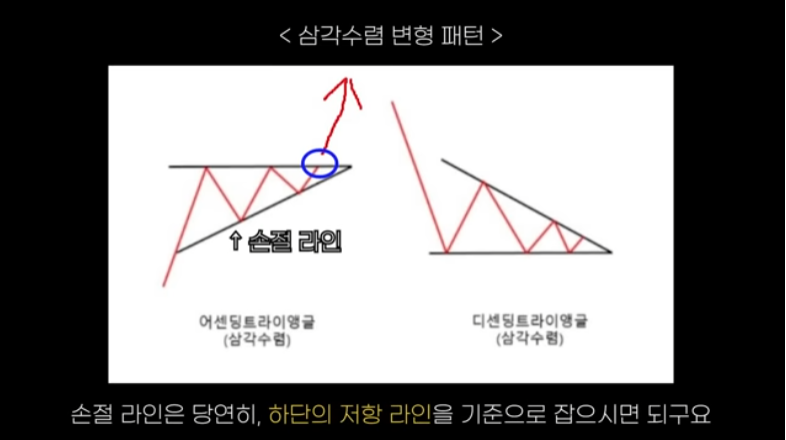 < 삼각수렴 변형 패턴 >
↑ 손절 라인
어센딩트라이앵글
(삼각수렴)
디센딩트라이앵글
(삼각수렴)
손절 라인은 당연히, 하단의 저항 라인을 기준으로 잡으시면 되구요